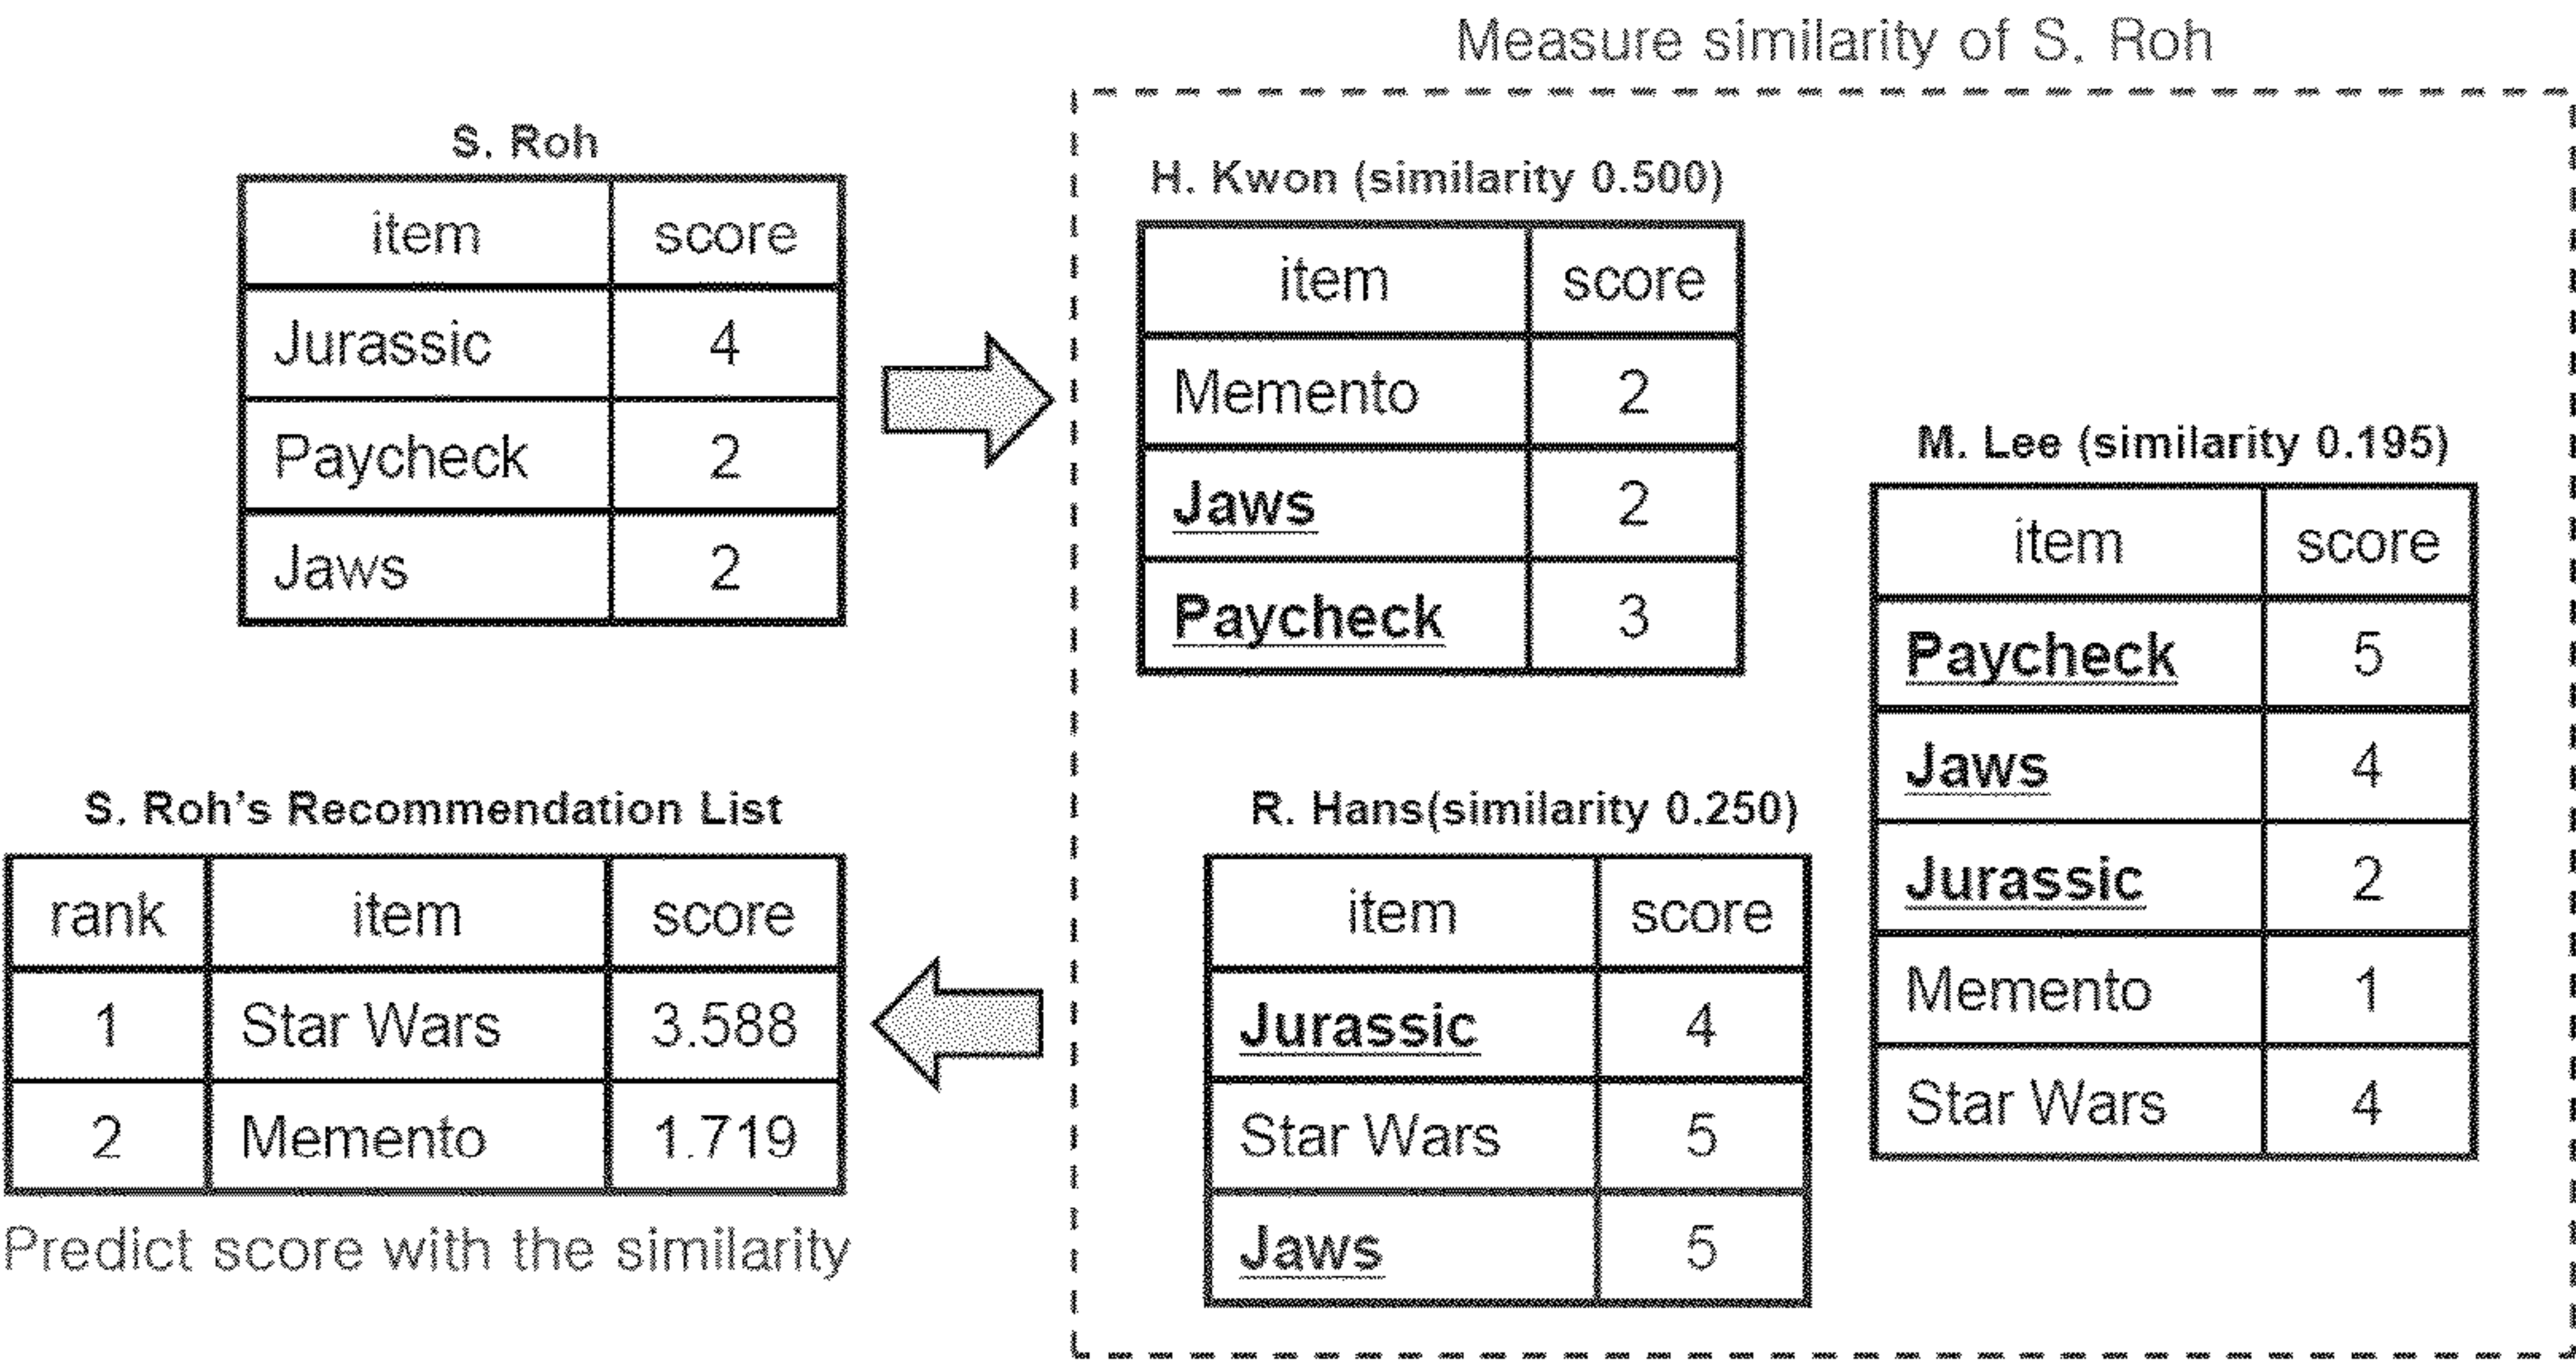 Measure similarity of S. Roh
S. Roh
item score
Jurassic 4
Paycheck 2
Jaws 2
H. Kwon (similarity 0.500)
item score
Memento 2
Jaws 2
Paycheck 3
M. Lee (similarity 0.195)
item score
Paycheck 5
Jaws 4
Jurassic 2
Memento 1
Star Wars 4
R. Hans(similarity 0.250)
item score
Jurassic 4
Star Wars 5
Jaws 5
S. Roh's Recommendation List
rank item score
1 Star Wars 3.588
2 Memento 1.719
Predict score with the similarity